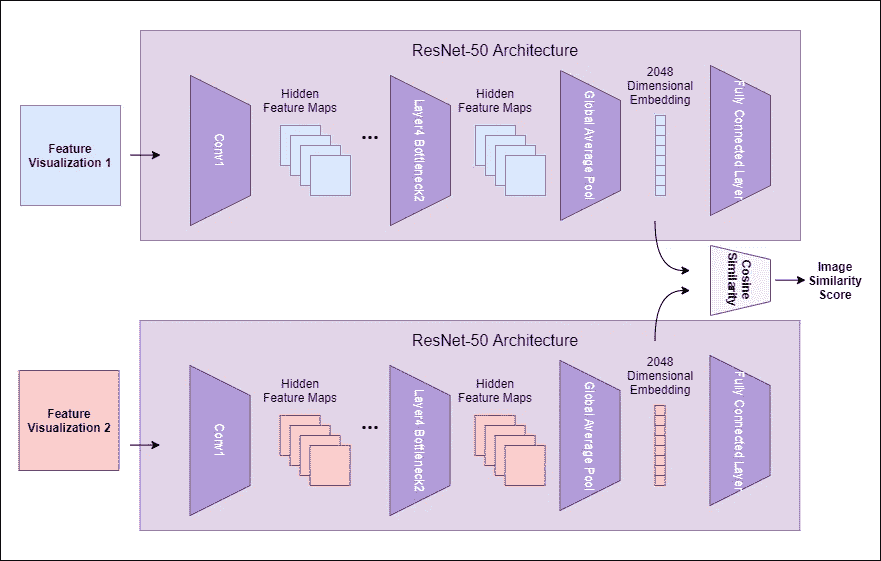 ResNet-50 Architecture
Feature
Visualization 1
Conv1
Hidden
Feature Maps
...
Layer4 Bottleneck2
Hidden
Feature Maps
Global Average Pool
2048
Dimensional
Embedding
Fully Connected Layer
Cosine
Similarity
Image
Similarity
Score
ResNet-50 Architecture
Feature
Visualization 2
Conv1
Hidden
Feature Maps
...
Layer4 Bottleneck2
Hidden
Feature Maps
Global Average Pool
2048
Dimensional
Embedding
Fully Connected Layer